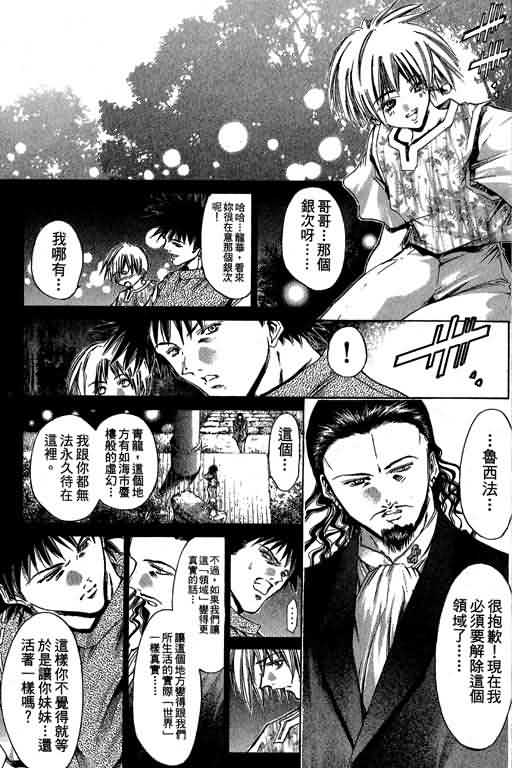 哥哥…那個
銀次呀……
哈哈…龍華，看來
妳很在意那個銀次
呢！
我哪有…
！
這個…
…魯西法…
很抱歉！現在我
必須要解除這個
領域了……
青龍，這個地
方有如海市蜃
樓般的虛幻…
我跟你都無
法永久待在
這裡。
不過，如果我們讓
這「領域」變得更
真實的話…
……
讓這個地方變得跟我們
所生活的實際「世界」
一樣真實…
這樣你不覺得就等
於是讓你妹妹…還
活著一樣嗎？